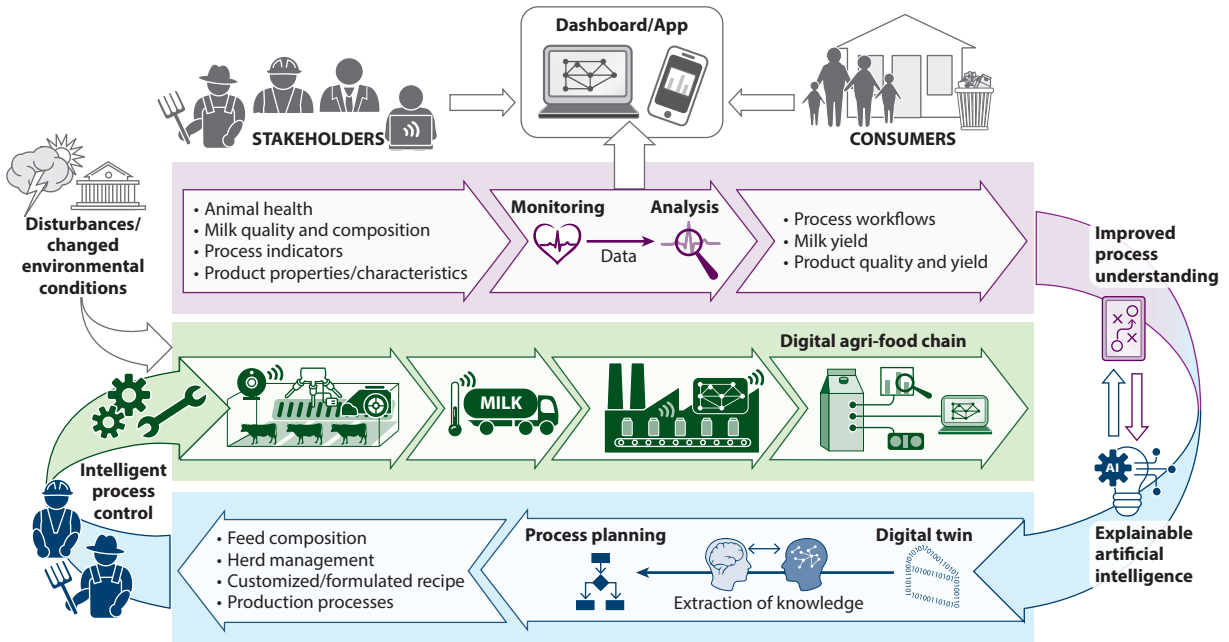 Dashboard/App
STAKEHOLDERS
CONSUMERS
Disturbances/
changed
environmental
conditions
• Animal health
• Milk quality and composition
• Process indicators
• Product properties/characteristics
Monitoring
Analysis
Data
• Process workflows
• Milk yield
• Product quality and yield
Improved
process
understanding
Digital agri-food chain
MILK
Intelligent
process
control
AI
Explainable
artificial
intelligence
• Feed composition
• Herd management
• Customized/formulated recipe
• Production processes
Process planning
Digital twin
Extraction of knowledge